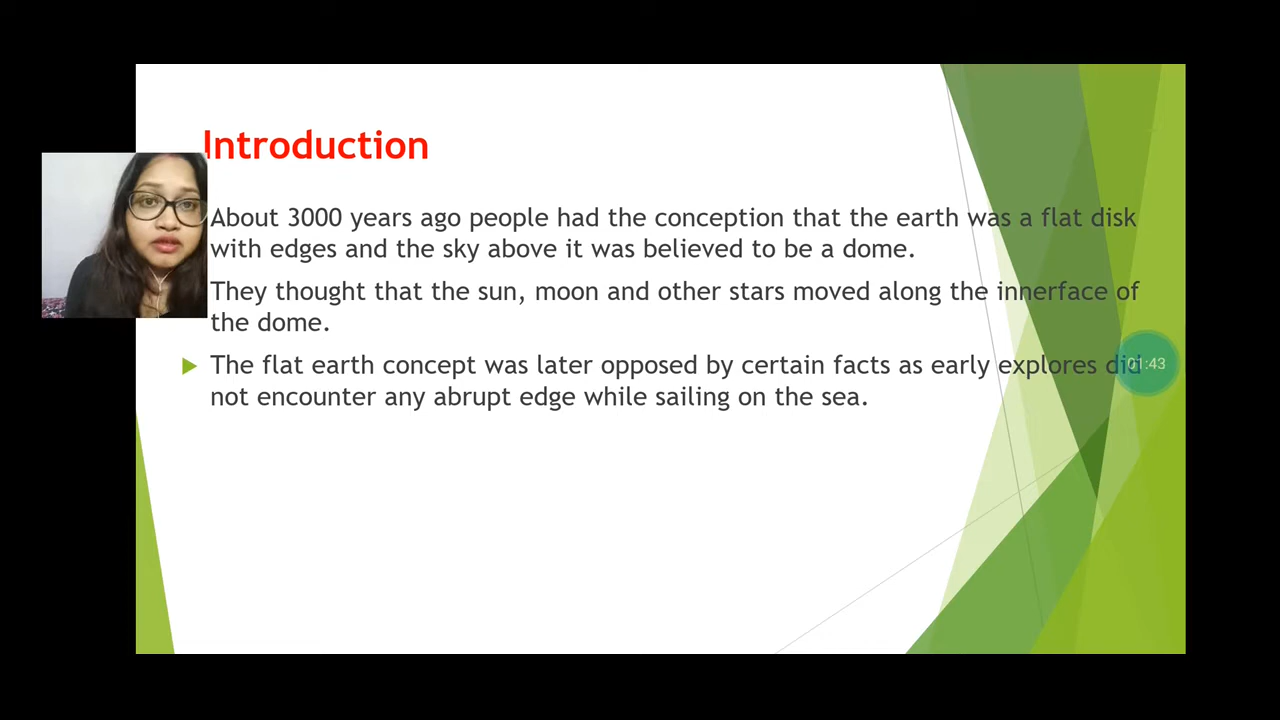 Introduction
About 3000 years ago people had the conception that the earth was a flat disk
with edges and the sky above it was believed to be a dome.
They thought that the sun, moon and other stars moved along the innerface of
the dome.
The flat earth concept was later opposed by certain facts as early explores did
not encounter any abrupt edge while sailing on the sea.
01:43